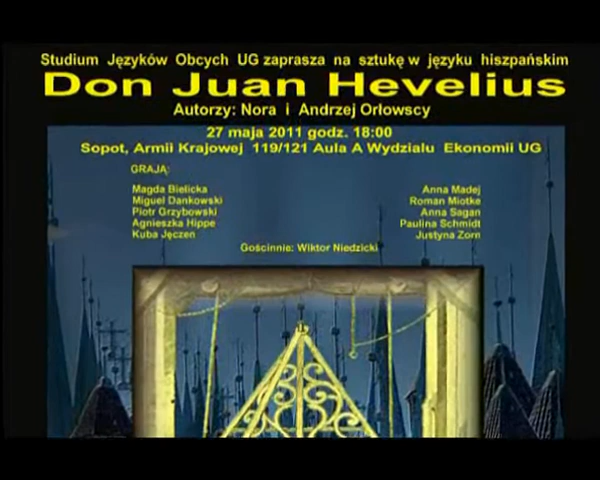 Studium Języków Obcych UG zaprasza na sztukę w języku hiszpańskim
Don Juan Hevelius
Autorzy: Nora i Andrzej Orłowscy
27 maja 2011 godz. 18:00
Sopot, Armii Krajowej 119/121 Aula A Wydziału Ekonomii UG
GRAJĄ:
Magda Bielicka
Miguel Dankowski
Piotr Grzybowski
Agnieszka Hippe
Kuba Jęczeń
Anna Madej
Roman Miotke
Anna Sagan
Paulina Schmidt
Justyna Zorn
Gościnnie: Wiktor Niedzicki